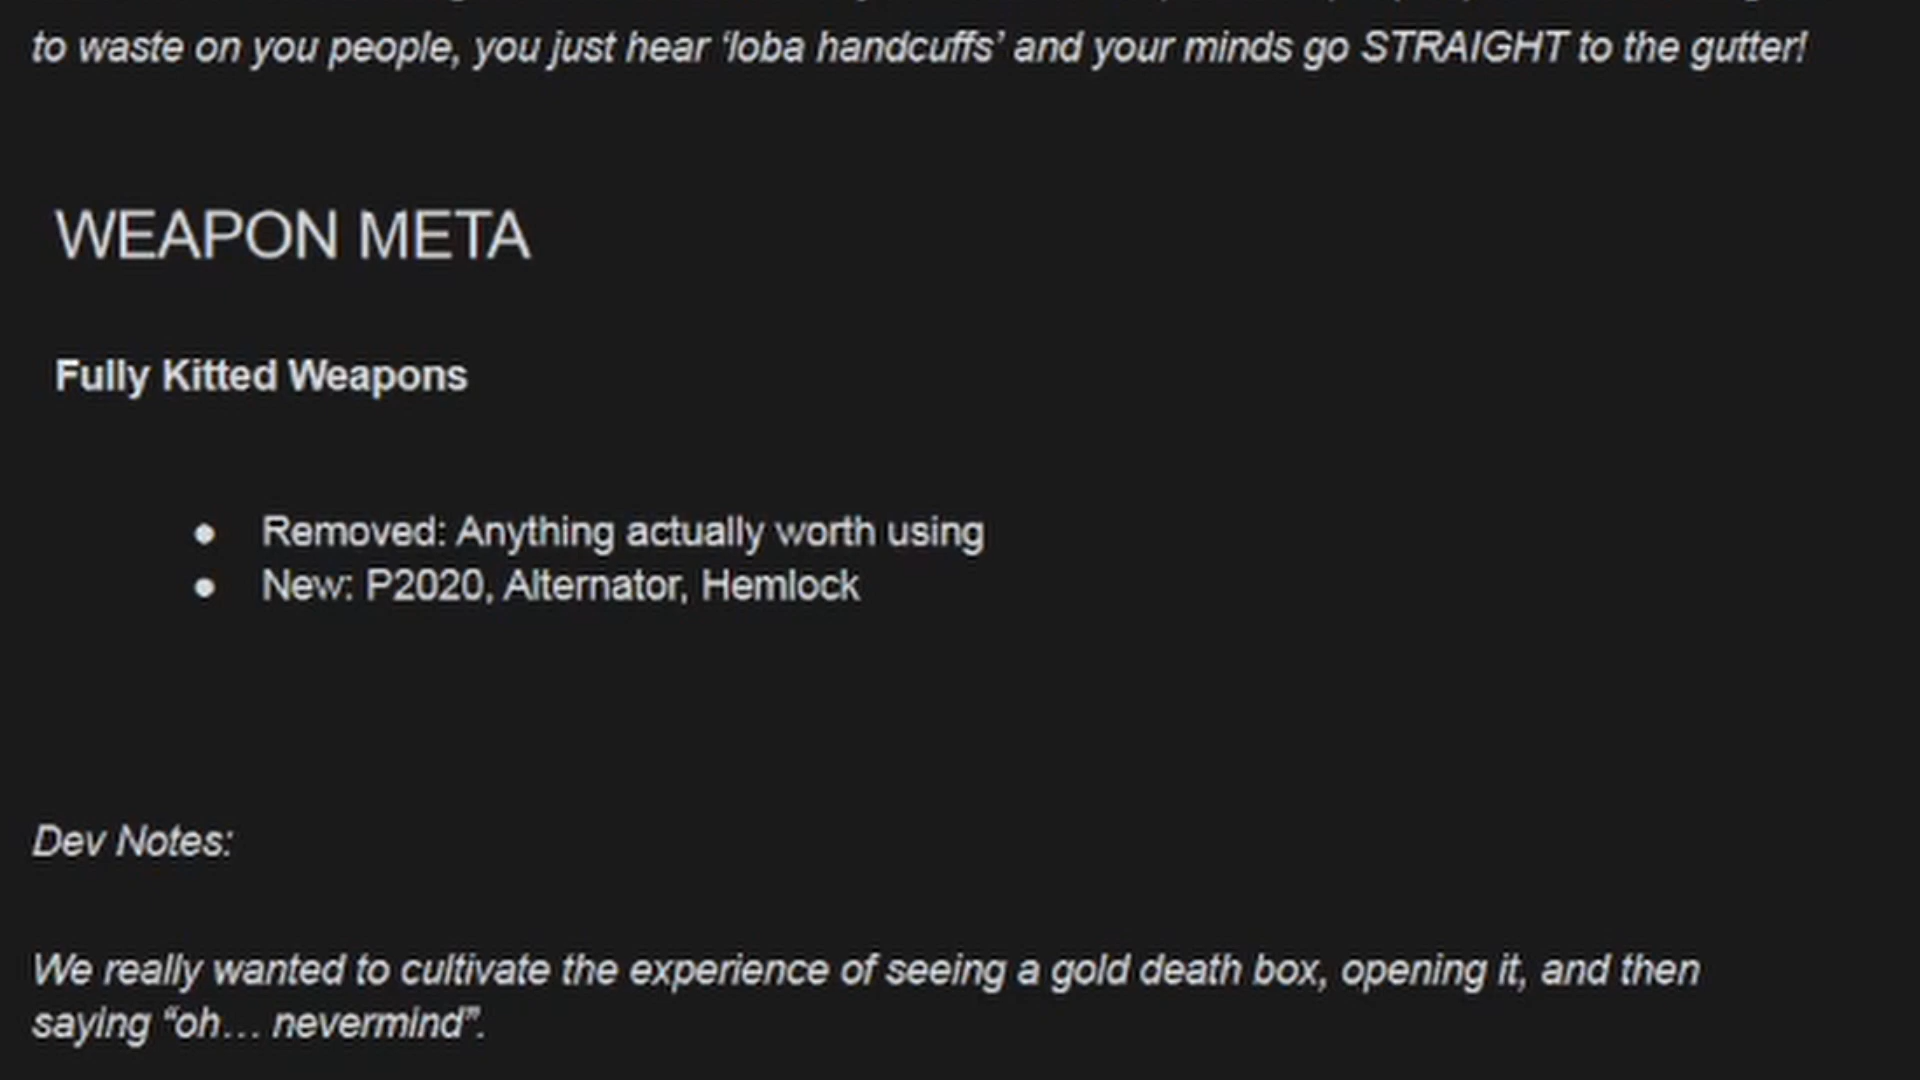 to waste on you people, you just hear ‘loba handcuffs’ and your minds go STRAIGHT to the gutter!
WEAPON META
Fully Kitted Weapons
● Removed: Anything actually worth using
● New: P2020, Alternator, Hemlock
Dev Notes:
We really wanted to cultivate the experience of seeing a gold death box, opening it, and then
saying “oh… nevermind”.